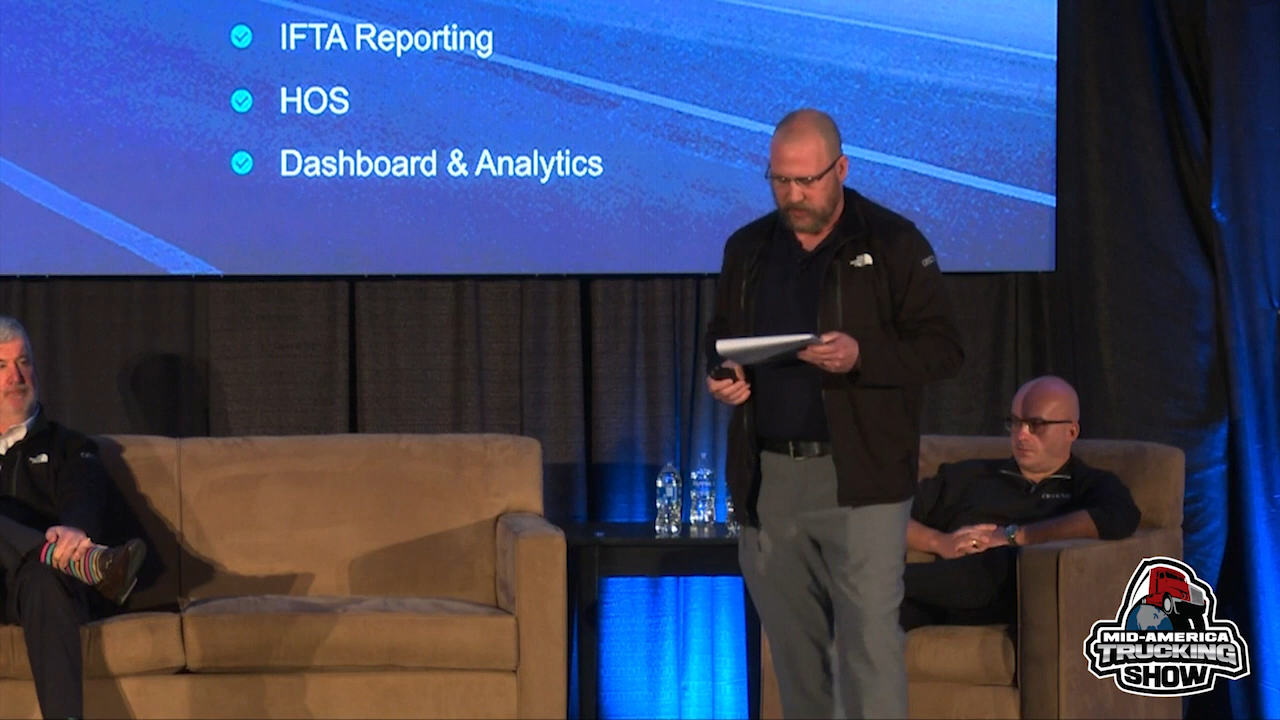 IFTA Reporting
HOS
Dashboard & Analytics
MID-AMERICA
TRUCKING
SHOW